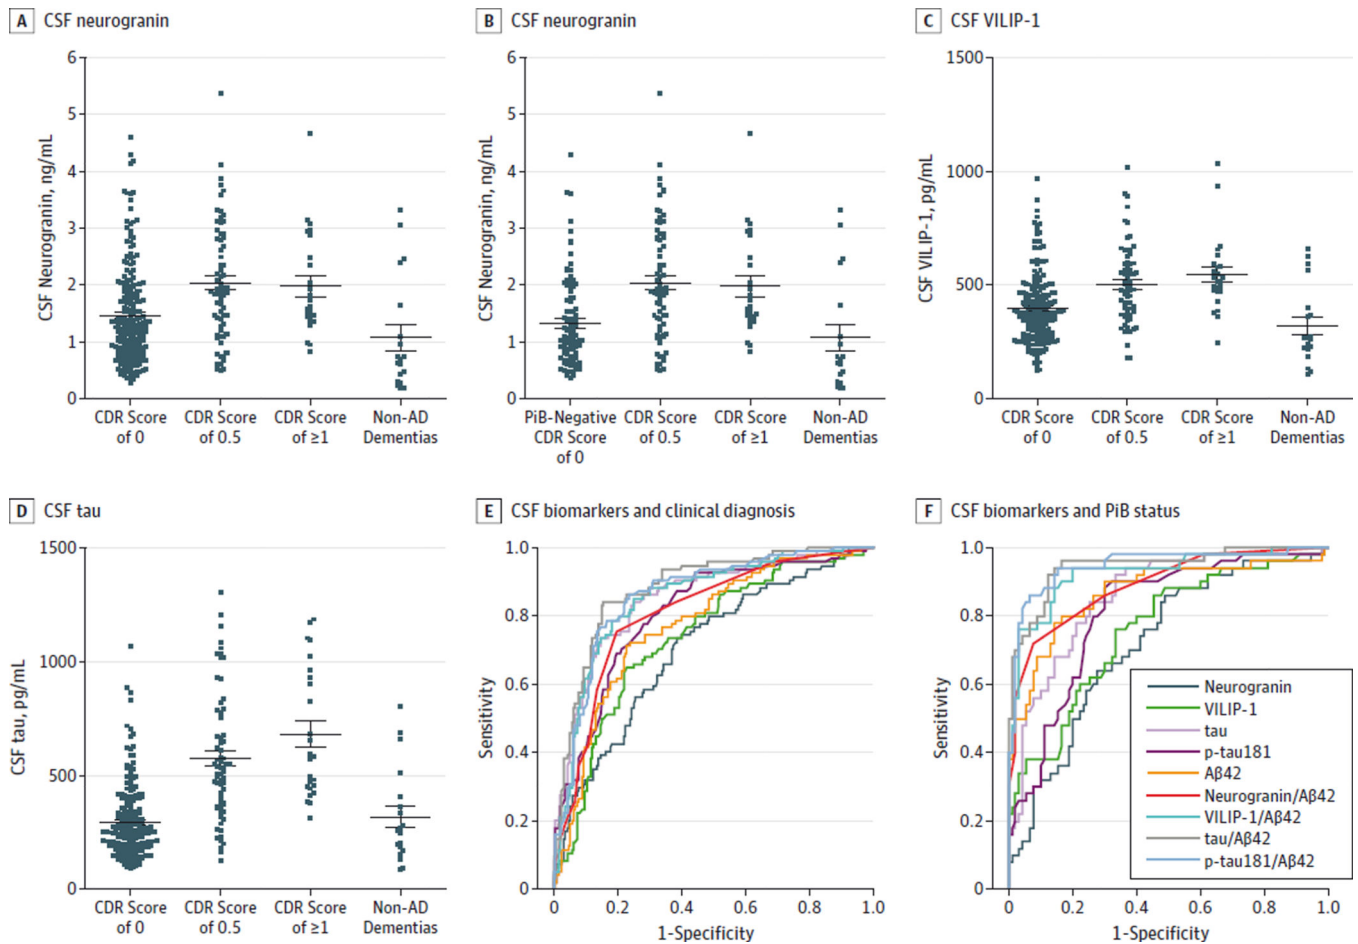 A CSF neurogranin
6
5
4
3
2
1
0
CSF Neurogranin, ng/mL
CDR Score
of 0
CDR Score
of 0.5
CDR Score
of ≥1
Non-AD
Dementias
B CSF neurogranin
6
5
4
3
2
1
0
CSF Neurogranin, ng/mL
PiB-Negative
CDR Score
of 0
CDR Score
of 0.5
CDR Score
of ≥1
Non-AD
Dementias
C CSF VILIP-1
1500
1000
500
0
CSF VILIP-1, pg/mL
CDR Score
of 0
CDR Score
of 0.5
CDR Score
of ≥1
Non-AD
Dementias
D CSF tau
1500
1000
500
0
CSF tau, pg/mL
CDR Score
of 0
CDR Score
of 0.5
CDR Score
of ≥1
Non-AD
Dementias
E CSF biomarkers and clinical diagnosis
1.0
0.8
0.6
0.4
0.2
0
Sensitivity
0 0.2 0.4 0.6 0.8 1.0
1-Specificity
F CSF biomarkers and PiB status
1.0
0.8
0.6
0.4
0.2
0
Sensitivity
Neurogranin
VILIP-1
tau
p-tau181
Aβ42
Neurogranin/Aβ42
VILIP-1/Aβ42
tau/Aβ42
p-tau181/Aβ42
0 0.2 0.4 0.6 0.8 1.0
1-Specificity